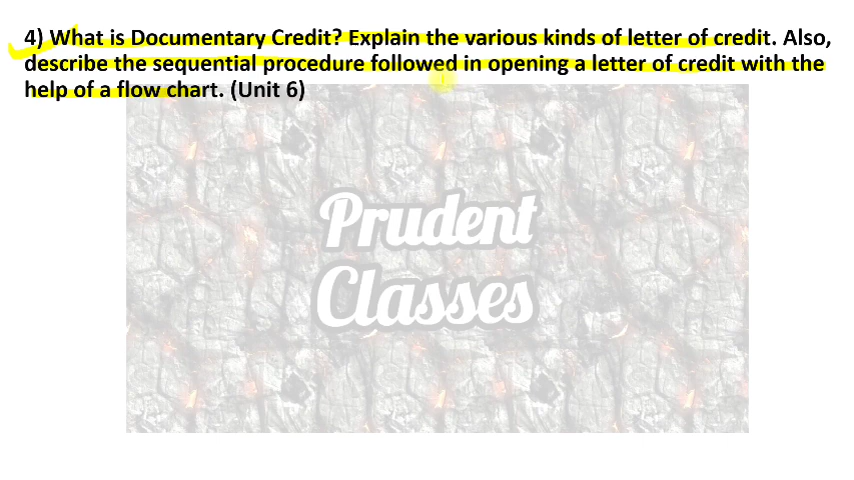 4) What is Documentary Credit? Explain the various kinds of letter of credit. Also,
describe the sequential procedure followed in opening a letter of credit with the
help of a flow chart. (Unit 6)
Prudent
Classes